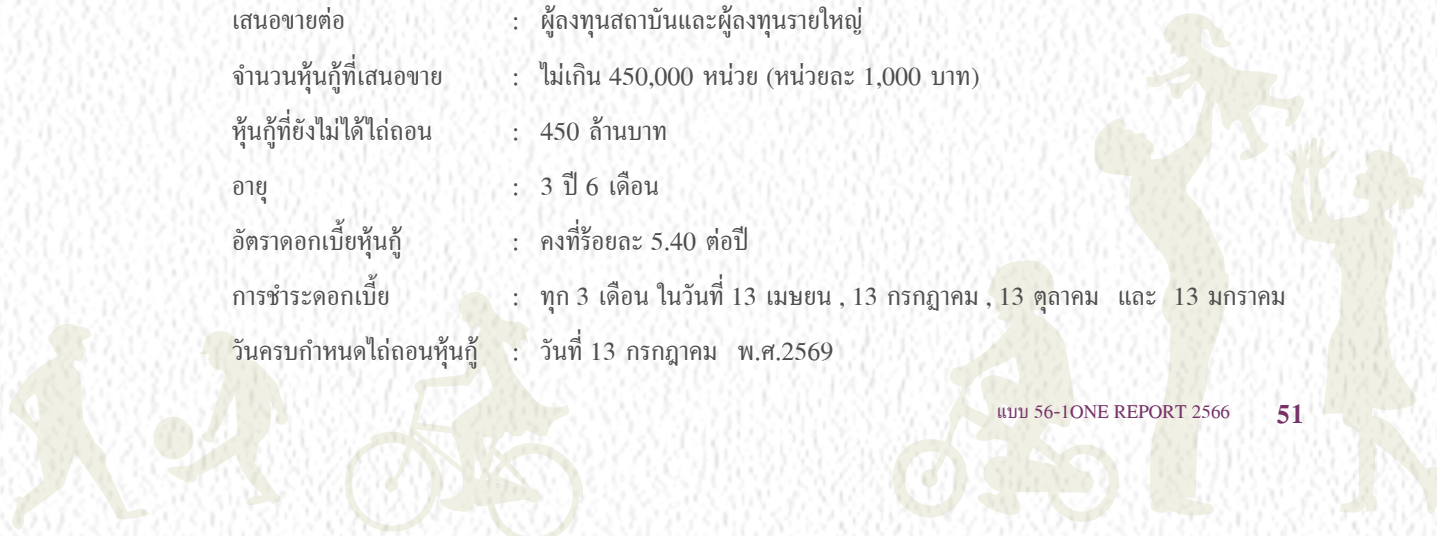 เสนอขายต่อ : ผู้ลงทุนสถาบันและผู้ลงทุนรายใหญ่
จำนวนหุ้นกู้ที่เสนอขาย : ไม่เกิน 450,000 หน่วย (หน่วยละ 1,000 บาท)
หุ้นกู้ที่ยังไม่ได้ไถ่ถอน : 450 ล้านบาท
อายุ : 3 ปี 6 เดือน
อัตราดอกเบี้ยหุ้นกู้ : คงที่ร้อยละ 5.40 ต่อปี
การชำระดอกเบี้ย : ทุก 3 เดือน ในวันที่ 13 เมษยน , 13 กรกฎาคม , 13 ตุลาคม และ 13 มกราคม
วันครบกำหนดไถ่ถอนหุ้นกู้ : วันที่ 13 กรกฎาคม พ.ศ.2569
แบบ 56-1ONE REPORT 2566 51